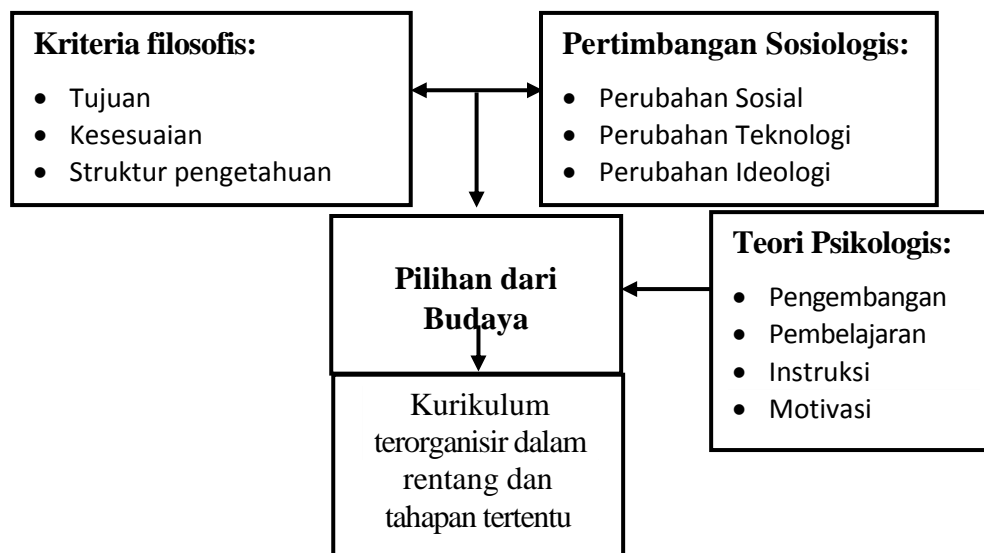 Kriteria filosofis:
• Tujuan
• Kesesuaian
• Struktur pengetahuan
Pertimbangan Sosiologis:
• Perubahan Sosial
• Perubahan Teknologi
• Perubahan Ideologi
Pilihan dari
Budaya
Teori Psikologis:
• Pengembangan
• Pembelajaran
• Instruksi
• Motivasi
Kurikulum
terorganisir dalam
rentang dan
tahapan tertentu